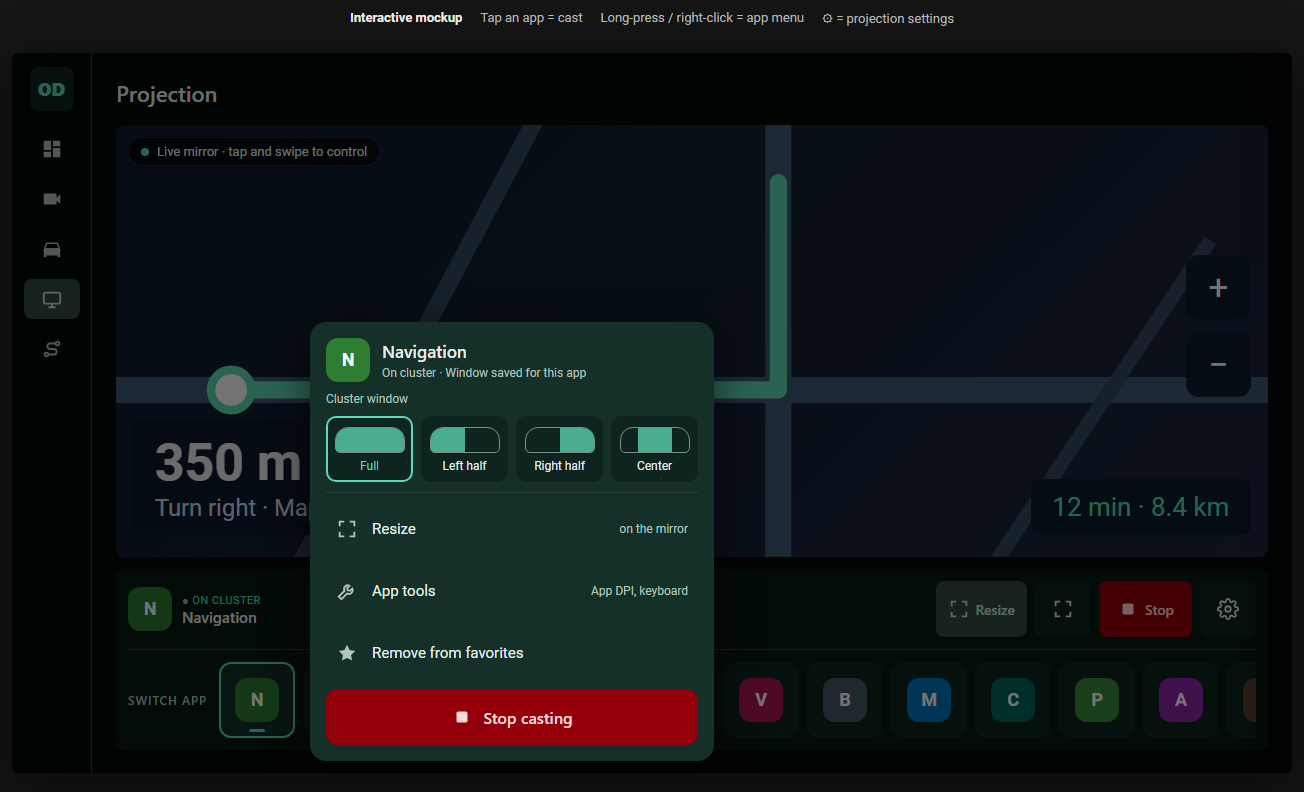 Interactive mockup Tap an app = cast Long-press / right-click = app menu ⚙ = projection settings
OD
Projection
Live mirror · tap and swipe to control
+
−
350 m
Turn right ·
12 min · 8.4 km
N
Navigation
On cluster · Window saved for this app
Cluster window
Full
Left half
Right half
Center
Resize
on the mirror
App tools
App DPI, keyboard
Remove from favorites
Stop casting
N
ON CLUSTER
Navigation
Resize
Stop
SWITCH APP
N
V
B
M
C
P
A